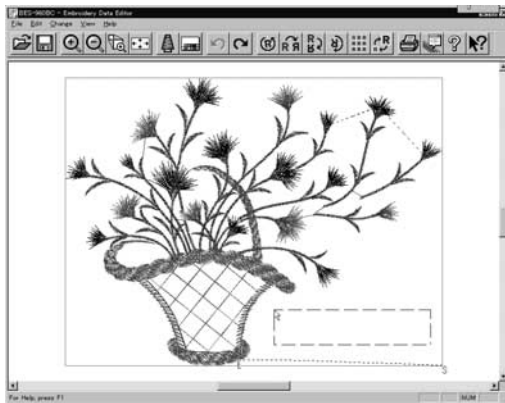 BES-960BC - Embroidery Data Editor
File Edit Change View Help
E
S
For Help, press F1
NUM